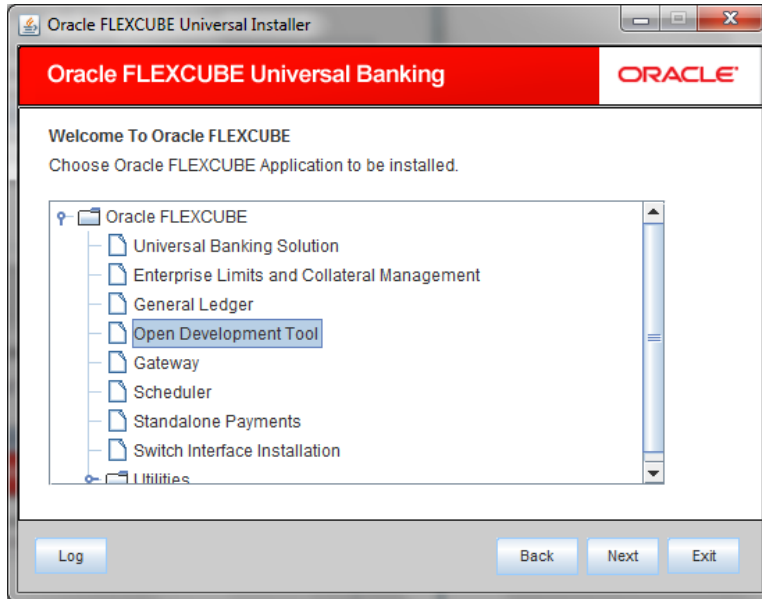 Oracle FLEXCUBE Universal Installer
Oracle FLEXCUBE Universal Banking
ORACLE
Welcome To Oracle FLEXCUBE
Choose Oracle FLEXCUBE Application to be installed.
Oracle FLEXCUBE
Universal Banking Solution
Enterprise Limits and Collateral Management
General Ledger
Open Development Tool
Gateway
Scheduler
Standalone Payments
Switch Interface Installation
Utilities
Log Back Next Exit